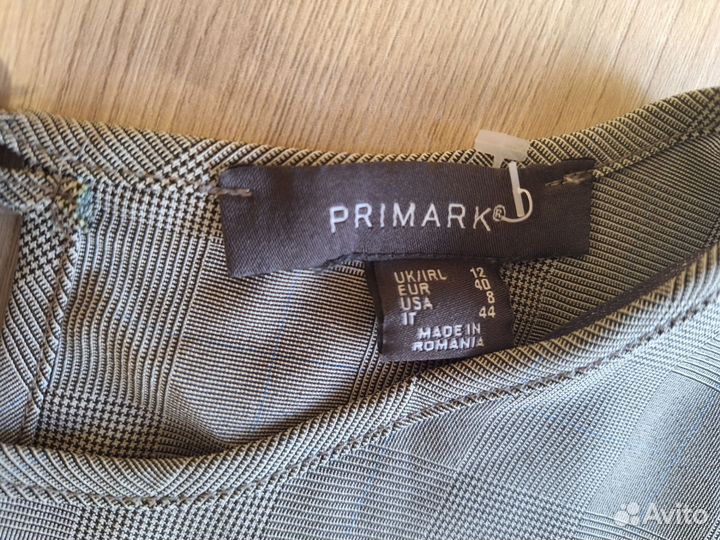 PRIMARK®
UK/IRL 12
EUR 40
USA 8
IT 44
MADE IN
ROMANIA
Avito